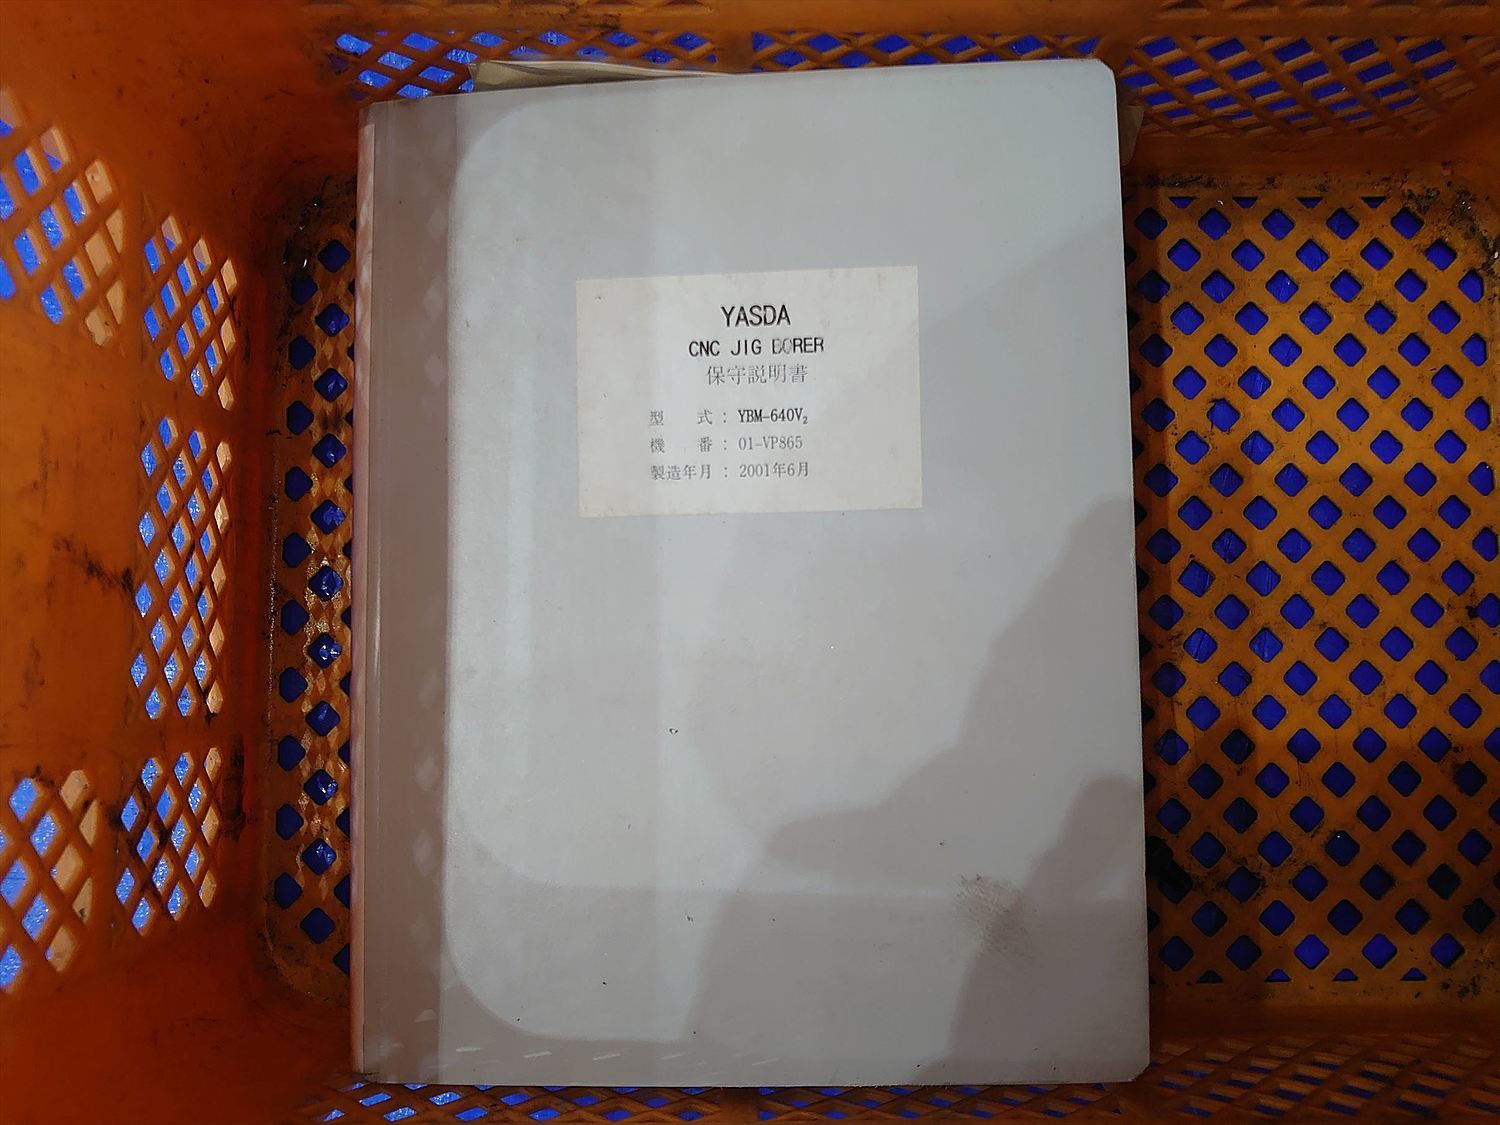 YASDA
CNC JIG BORER
保守説明書
型 式 : YBM-640V₂
機 番 : 01-VP865
製造年月 : 2001年6月